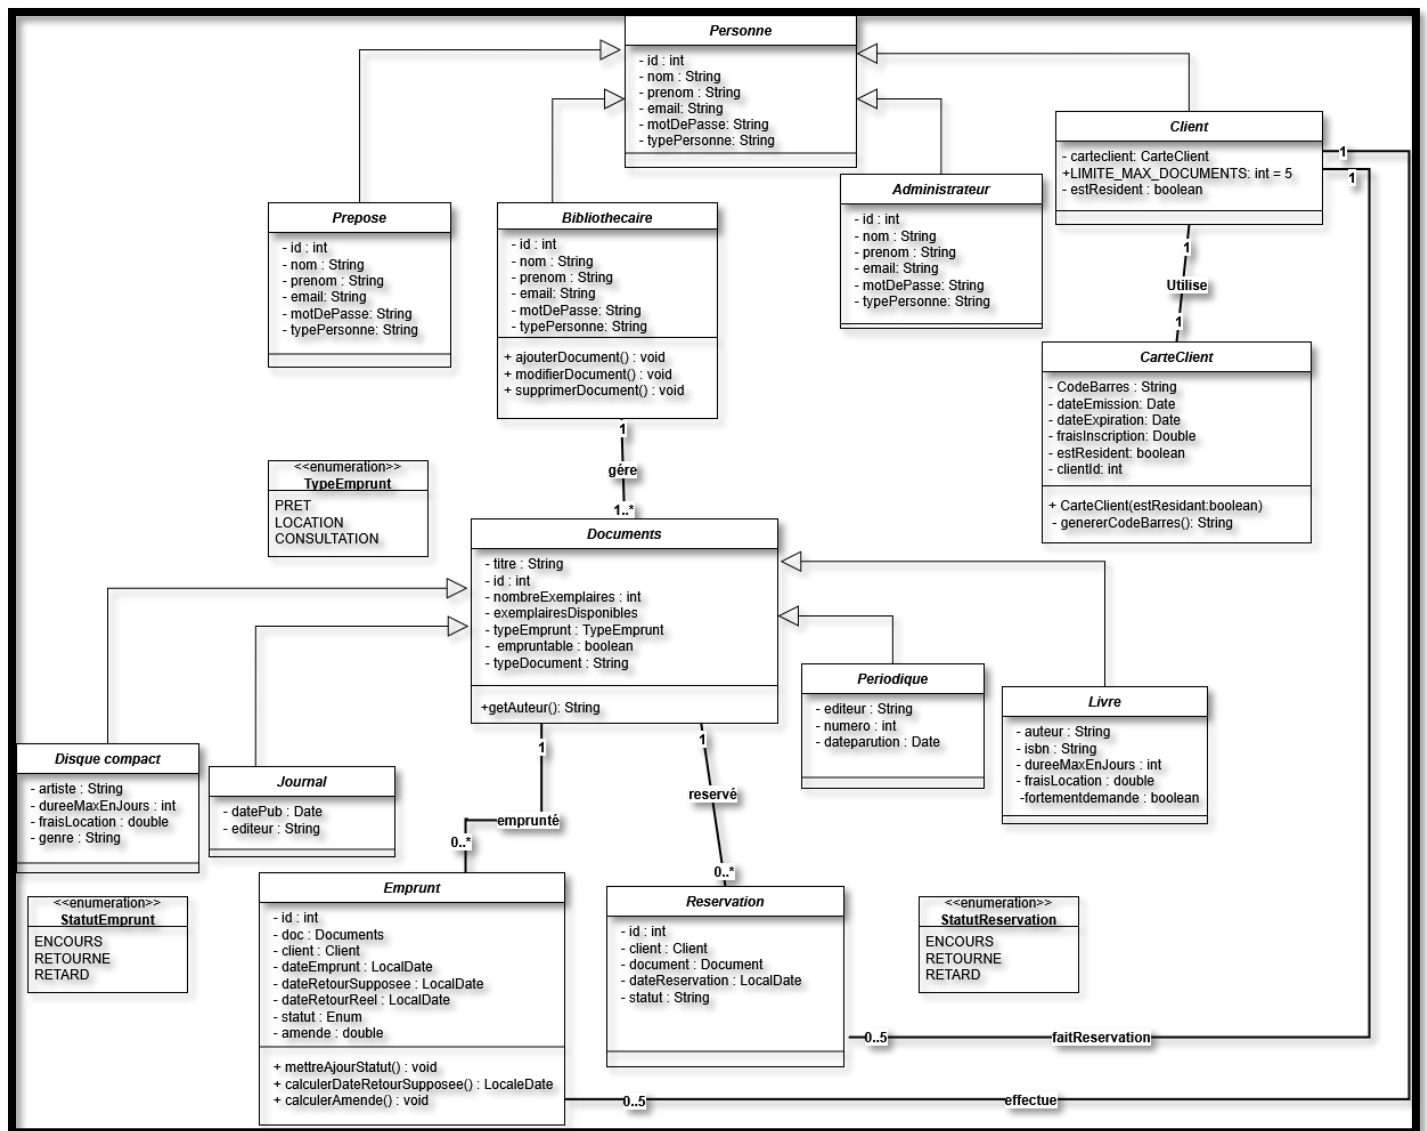 Personne
- id : int
- nom : String
- prenom : String
- email: String
- motDePasse: String
- typePersonne: String
Client
- carteclient: CarteClient
+LIMITE_MAX_DOCUMENTS: int = 5
- estResident : boolean
1
1
Prepose
- id : int
- nom : String
- prenom : String
- email: String
- motDePasse: String
- typePersonne: String
Bibliothecaire
- id : int
- nom : String
- prenom : String
- email: String
- motDePasse: String
- typePersonne: String
+ ajouterDocument() : void
+ modifierDocument() : void
+ supprimerDocument() : void
Administrateur
- id : int
- nom : String
- prenom : String
- email: String
- motDePasse: String
- typePersonne: String
1
Utilise
1
CarteClient
- CodeBarres : String
- dateEmission: Date
- dateExpiration: Date
- fraisInscription: Double
- estResident: boolean
- clientId: int
+ CarteClient(estResidant:boolean)
- genererCodeBarres(): String
1
gére
1..*
<<enumeration>>
TypeEmprunt
PRET
LOCATION
CONSULTATION
Documents
- titre : String
- id : int
- nombreExemplaires : int
- exemplairesDisponibles
- typeEmprunt : TypeEmprunt
- empruntable : boolean
- typeDocument : String
+getAuteur(): String
Periodique
- editeur : String
- numero : int
- dateparution : Date
Livre
- auteur : String
- isbn : String
- dureeMaxEnJours : int
- fraisLocation : double
-fortementdemande : boolean
Disque compact
- artiste : String
- dureeMaxEnJours : int
- fraisLocation : double
- genre : String
Journal
- datePub : Date
- editeur : String
1
emprunté
0..*
1
reservé
0..*
<<enumeration>>
StatutEmprunt
ENCOURS
RETOURNE
RETARD
Emprunt
- id : int
- doc : Documents
- client : Client
- dateEmprunt : LocalDate
- dateRetourSupposee : LocalDate
- dateRetourReel : LocalDate
- statut : Enum
- amende : double
+ mettreAjourStatut() : void
+ calculerDateRetourSupposee() : LocaleDate
+ calculerAmende() : void
Reservation
- id : int
- client : Client
- document : Document
- dateReservation : LocalDate
- statut : String
<<enumeration>>
StatutReservation
ENCOURS
RETOURNE
RETARD
0..5
faitReservation
0..5
effectue